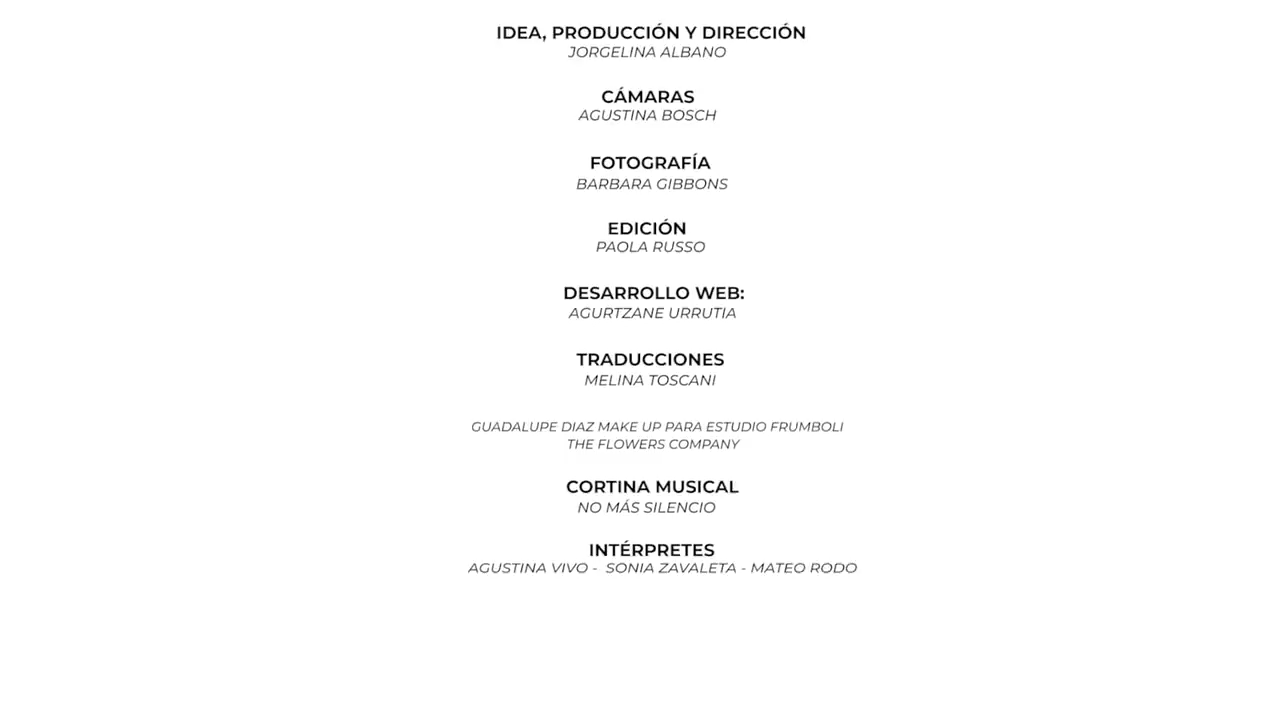 IDEA, PRODUCCIÓN Y DIRECCIÓN
JORGELINA ALBANO
CÁMARAS
AGUSTINA BOSCH
FOTOGRAFÍA
BARBARA GIBBONS
EDICIÓN
PAOLA RUSSO
DESARROLLO WEB:
AGURTZANE URRUTIA
TRADUCCIONES
MELINA TOSCANI
GUADALUPE DIAZ MAKE UP PARA ESTUDIO FRUMBOLI
THE FLOWERS COMPANY
CORTINA MUSICAL
NO MÁS SILENCIO
INTÉRPRETES
AGUSTINA VIVO - SONIA ZAVALETA - MATEO RODO